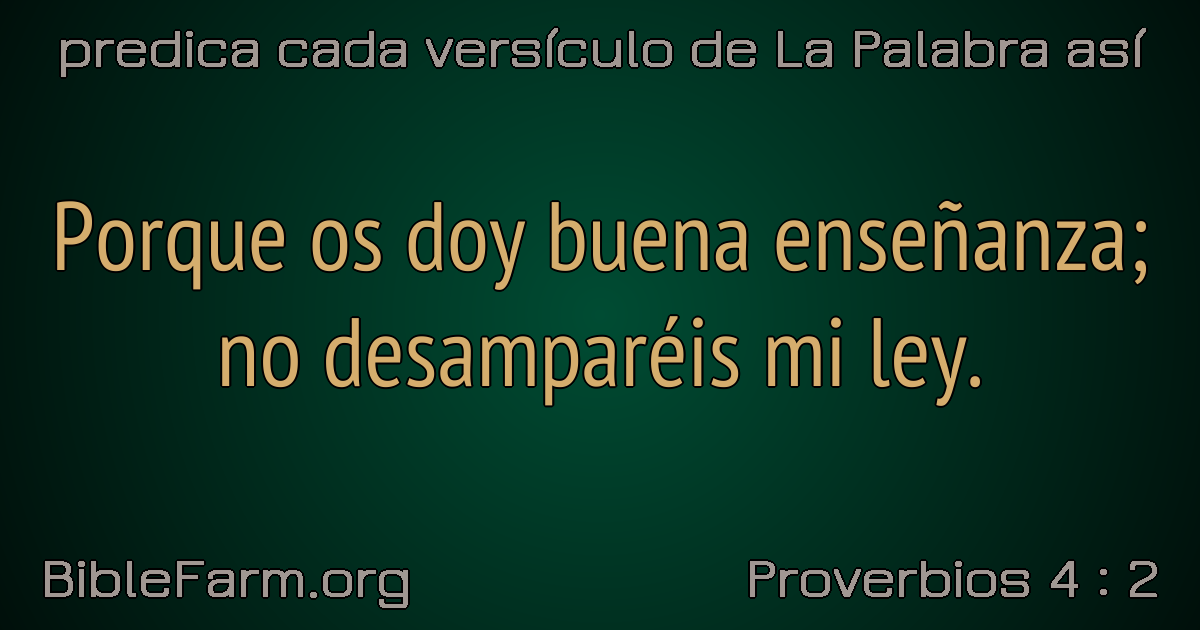 predica cada versículo de La Palabra así
Porque os doy buena enseñanza;
no desamparéis mi ley.
BibleFarm.org
Proverbios 4 : 2